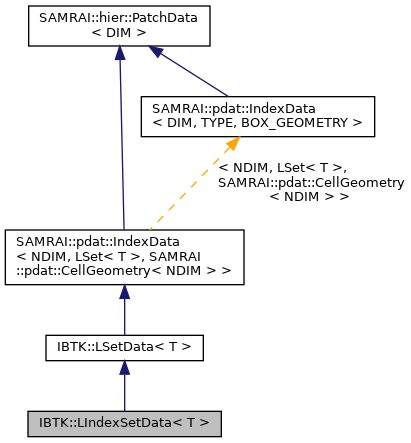 SAMRAI::hier::PatchData
< DIM >
SAMRAI::pdat::IndexData
< DIM, TYPE, BOX_GEOMETRY >
< NDIM, LSet< T >,
SAMRAI::pdat::CellGeometry
< NDIM > >
SAMRAI::pdat::IndexData
< NDIM, LSet< T >, SAMRAI
::pdat::CellGeometry< NDIM > >
IBTK::LSetData< T >
IBTK::LIndexSetData< T >